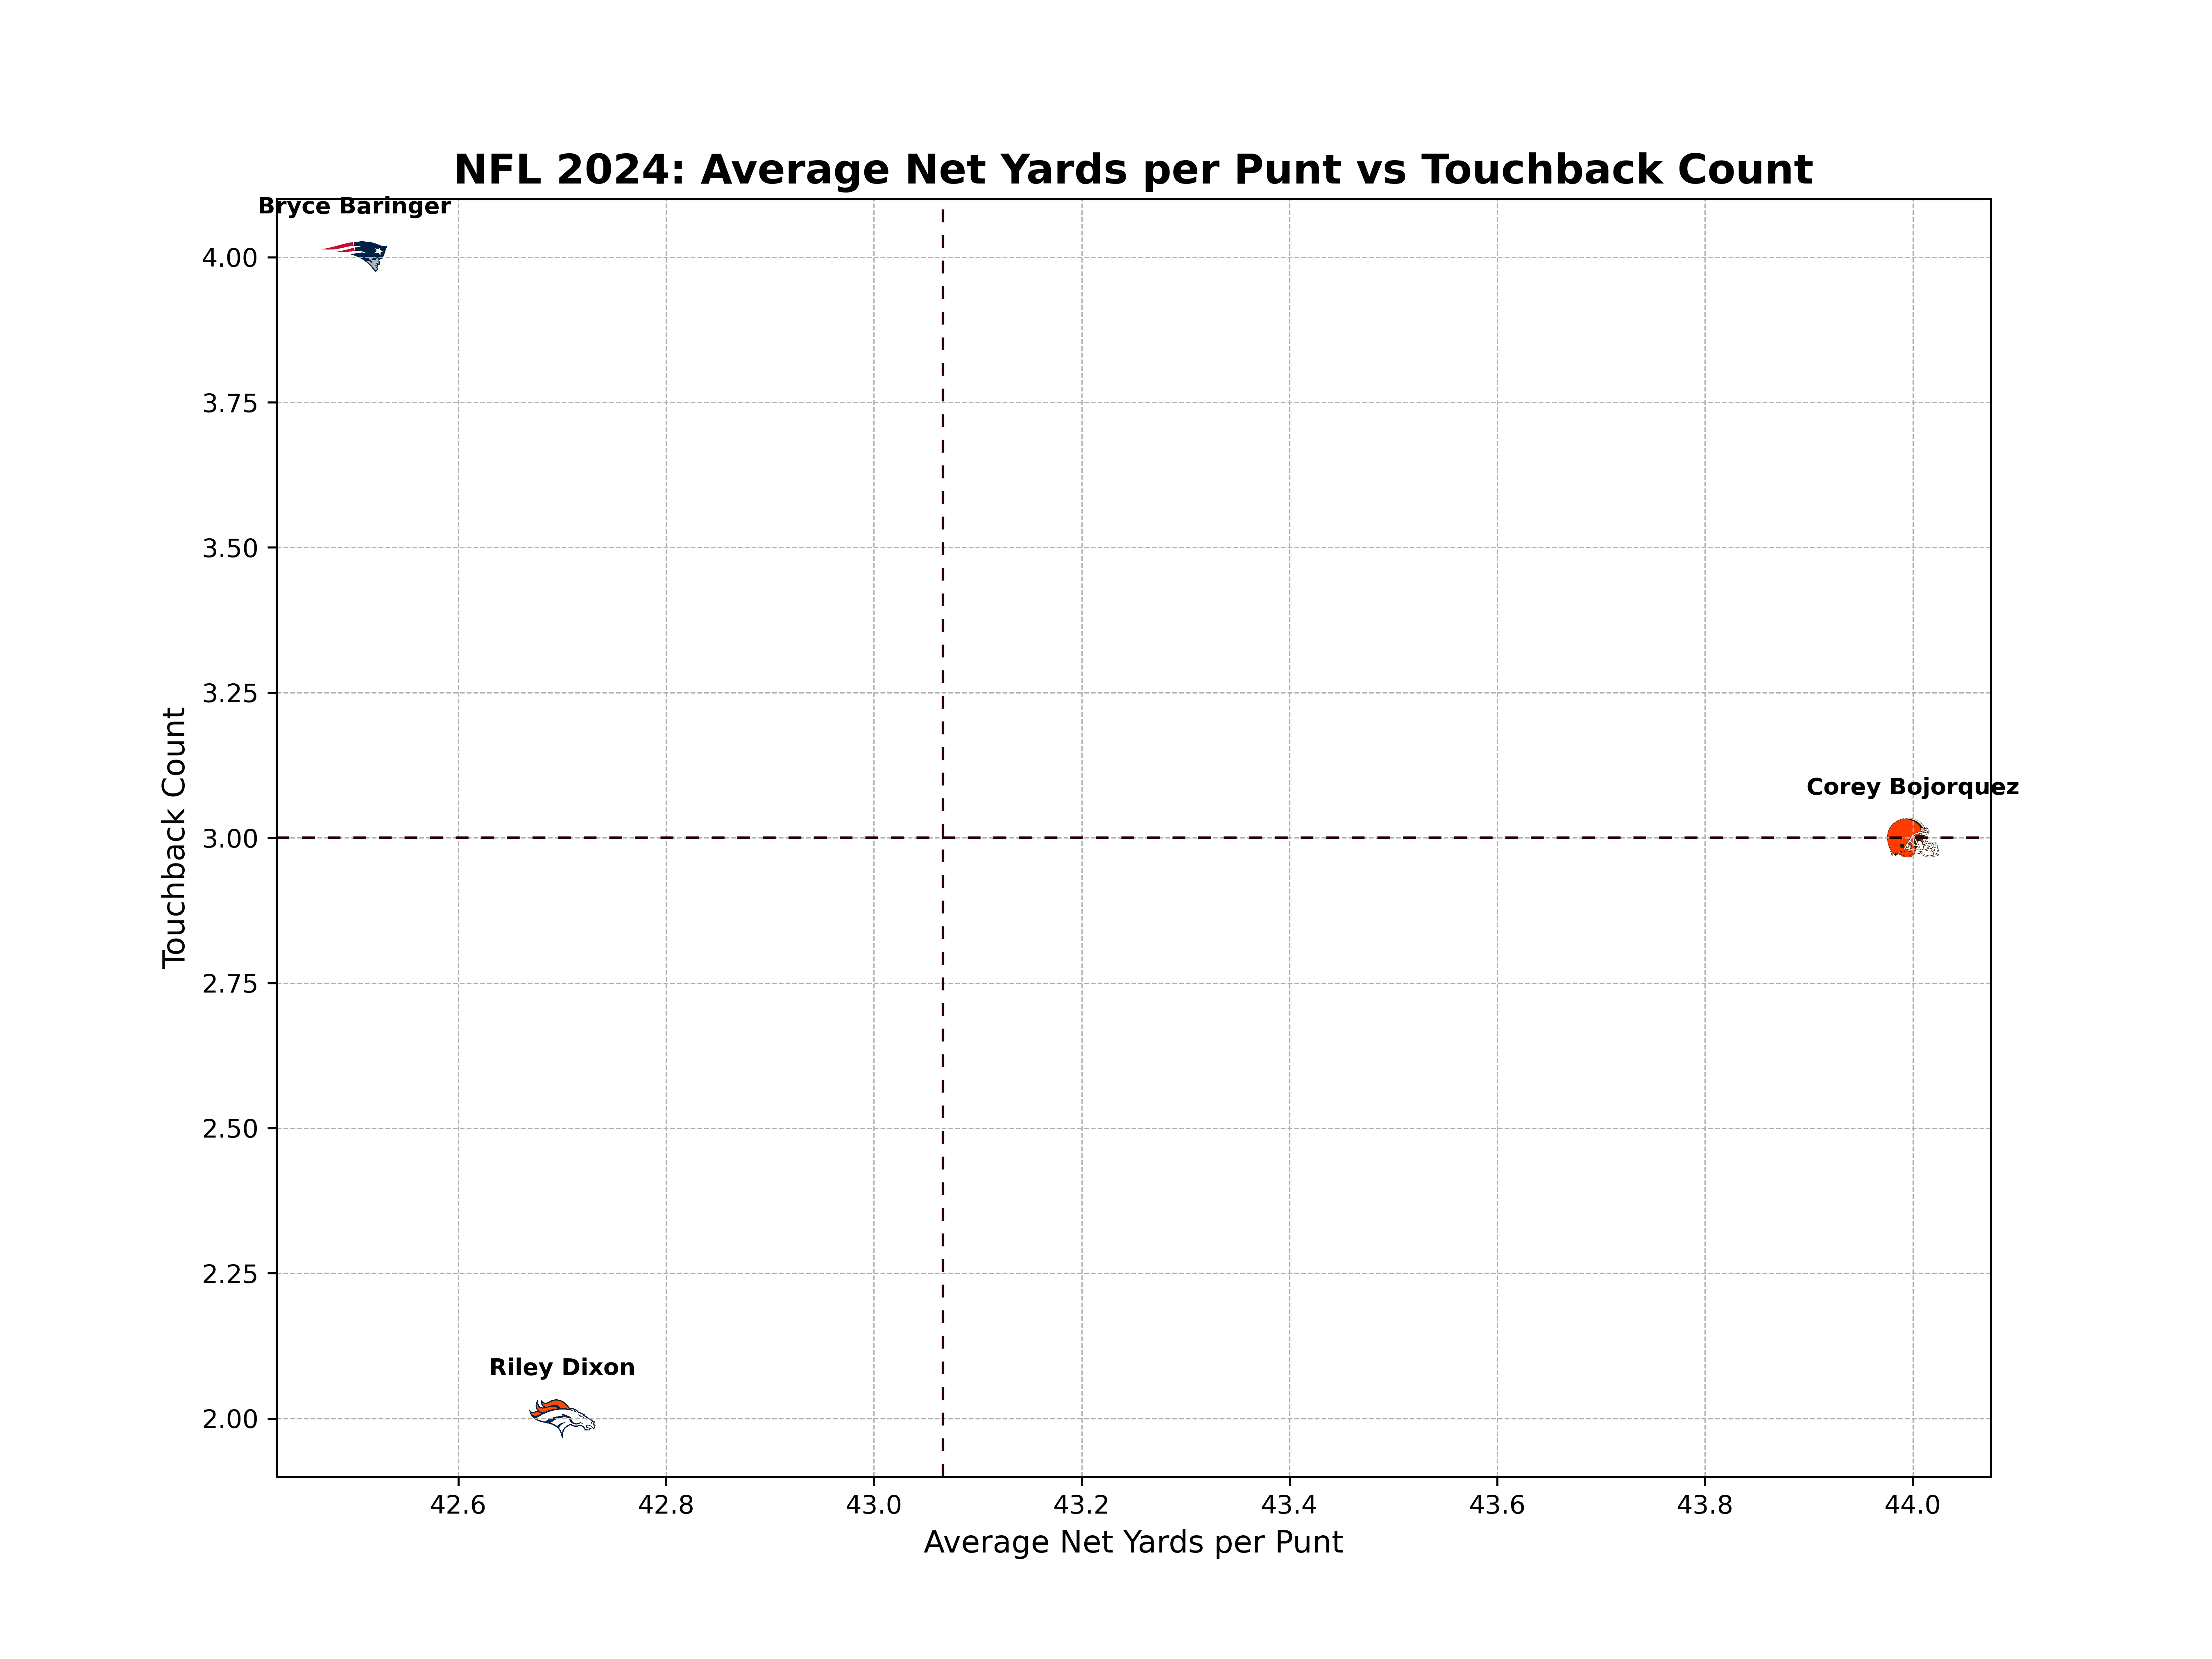 NFL 2024: Average Net Yards per Punt vs Touchback Count
Bryce Baringer
4.00
3.75
3.50
3.25
Corey Bojorquez
3.00
2.75
2.50
2.25
Riley Dixon
2.00
Touchback Count
42.6 42.8 43.0 43.2 43.4 43.6 43.8 44.0
Average Net Yards per Punt